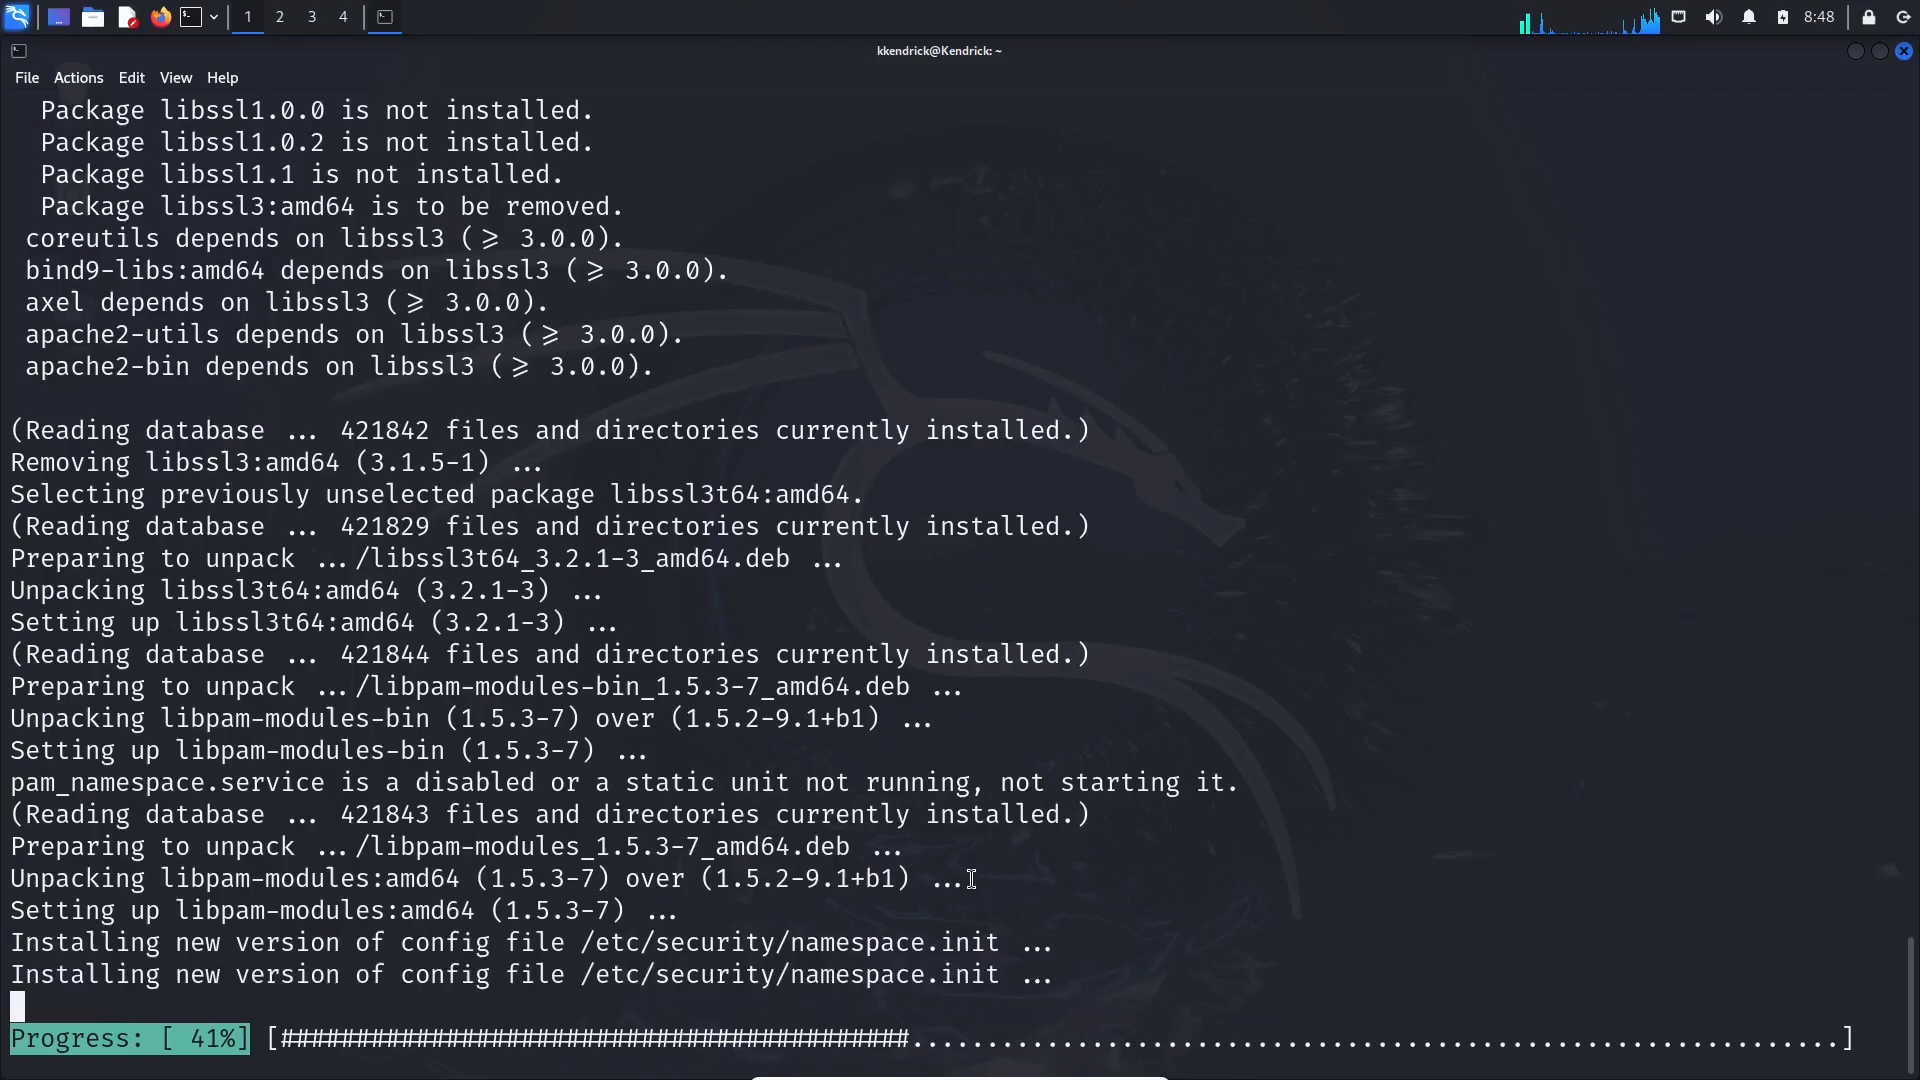 1 2 3 4
8:48
kkendrick@Kendrick: ~
File Actions Edit View Help
Package libssl1.0.0 is not installed.
Package libssl1.0.2 is not installed.
Package libssl1.1 is not installed.
Package libssl3:amd64 is to be removed.
coreutils depends on libssl3 (≥ 3.0.0).
bind9-libs:amd64 depends on libssl3 (≥ 3.0.0).
axel depends on libssl3 (≥ 3.0.0).
apache2-utils depends on libssl3 (≥ 3.0.0).
apache2-bin depends on libssl3 (≥ 3.0.0).
(Reading database ... 421842 files and directories currently installed.)
Removing libssl3:amd64 (3.1.5-1) ...
Selecting previously unselected package libssl3t64:amd64.
(Reading database ... 421829 files and directories currently installed.)
Preparing to unpack .../libssl3t64_3.2.1-3_amd64.deb ...
Unpacking libssl3t64:amd64 (3.2.1-3) ...
Setting up libssl3t64:amd64 (3.2.1-3) ...
(Reading database ... 421844 files and directories currently installed.)
Preparing to unpack .../libpam-modules-bin_1.5.3-7_amd64.deb ...
Unpacking libpam-modules-bin (1.5.3-7) over (1.5.2-9.1+b1) ...
Setting up libpam-modules-bin (1.5.3-7) ...
pam_namespace.service is a disabled or a static unit not running, not starting it.
(Reading database ... 421843 files and directories currently installed.)
Preparing to unpack .../libpam-modules_1.5.3-7_amd64.deb ...
Unpacking libpam-modules:amd64 (1.5.3-7) over (1.5.2-9.1+b1) ...
Setting up libpam-modules:amd64 (1.5.3-7) ...
Installing new version of config file /etc/security/namespace.init ...
Installing new version of config file /etc/security/namespace.init ...
Progress: [ 41%] [##########################################..............................................................]